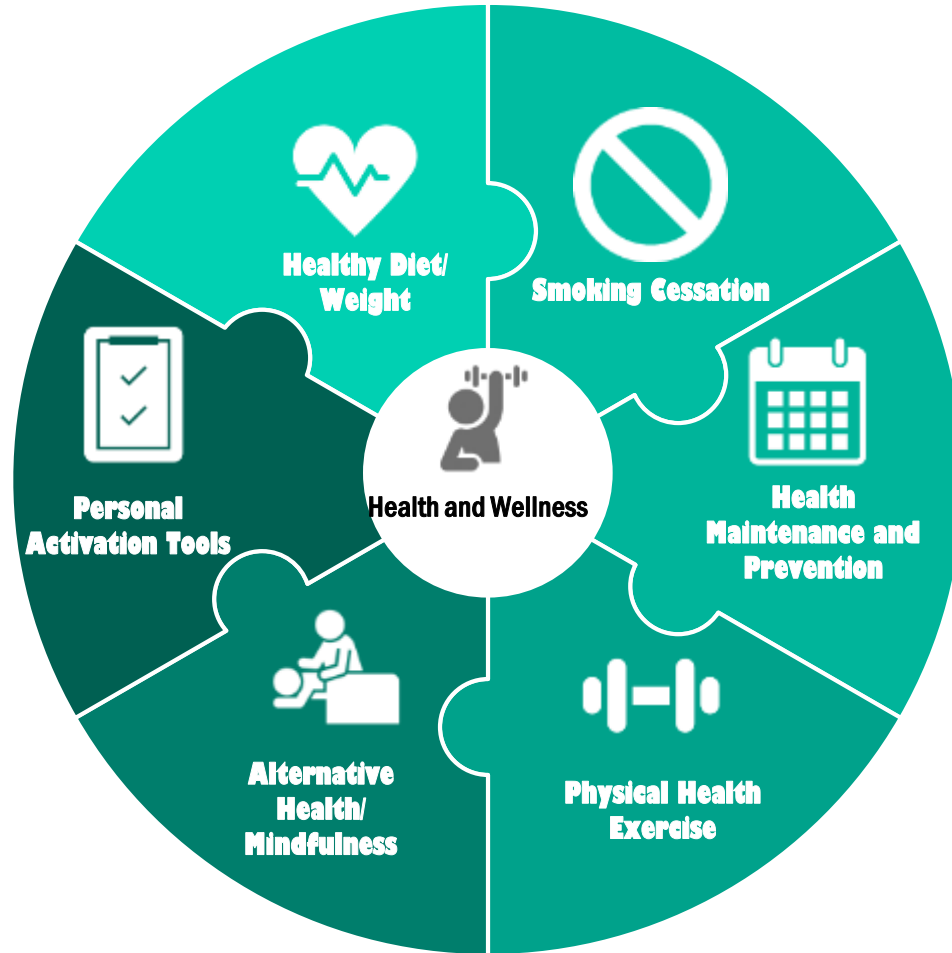 Healthy Diet/
Weight
Smoking Cessation
Health
Maintenance and
Prevention
Physical Health
Exercise
Alternative
Health/
Mindfulness
Personal
Activation Tools
Health and Wellness